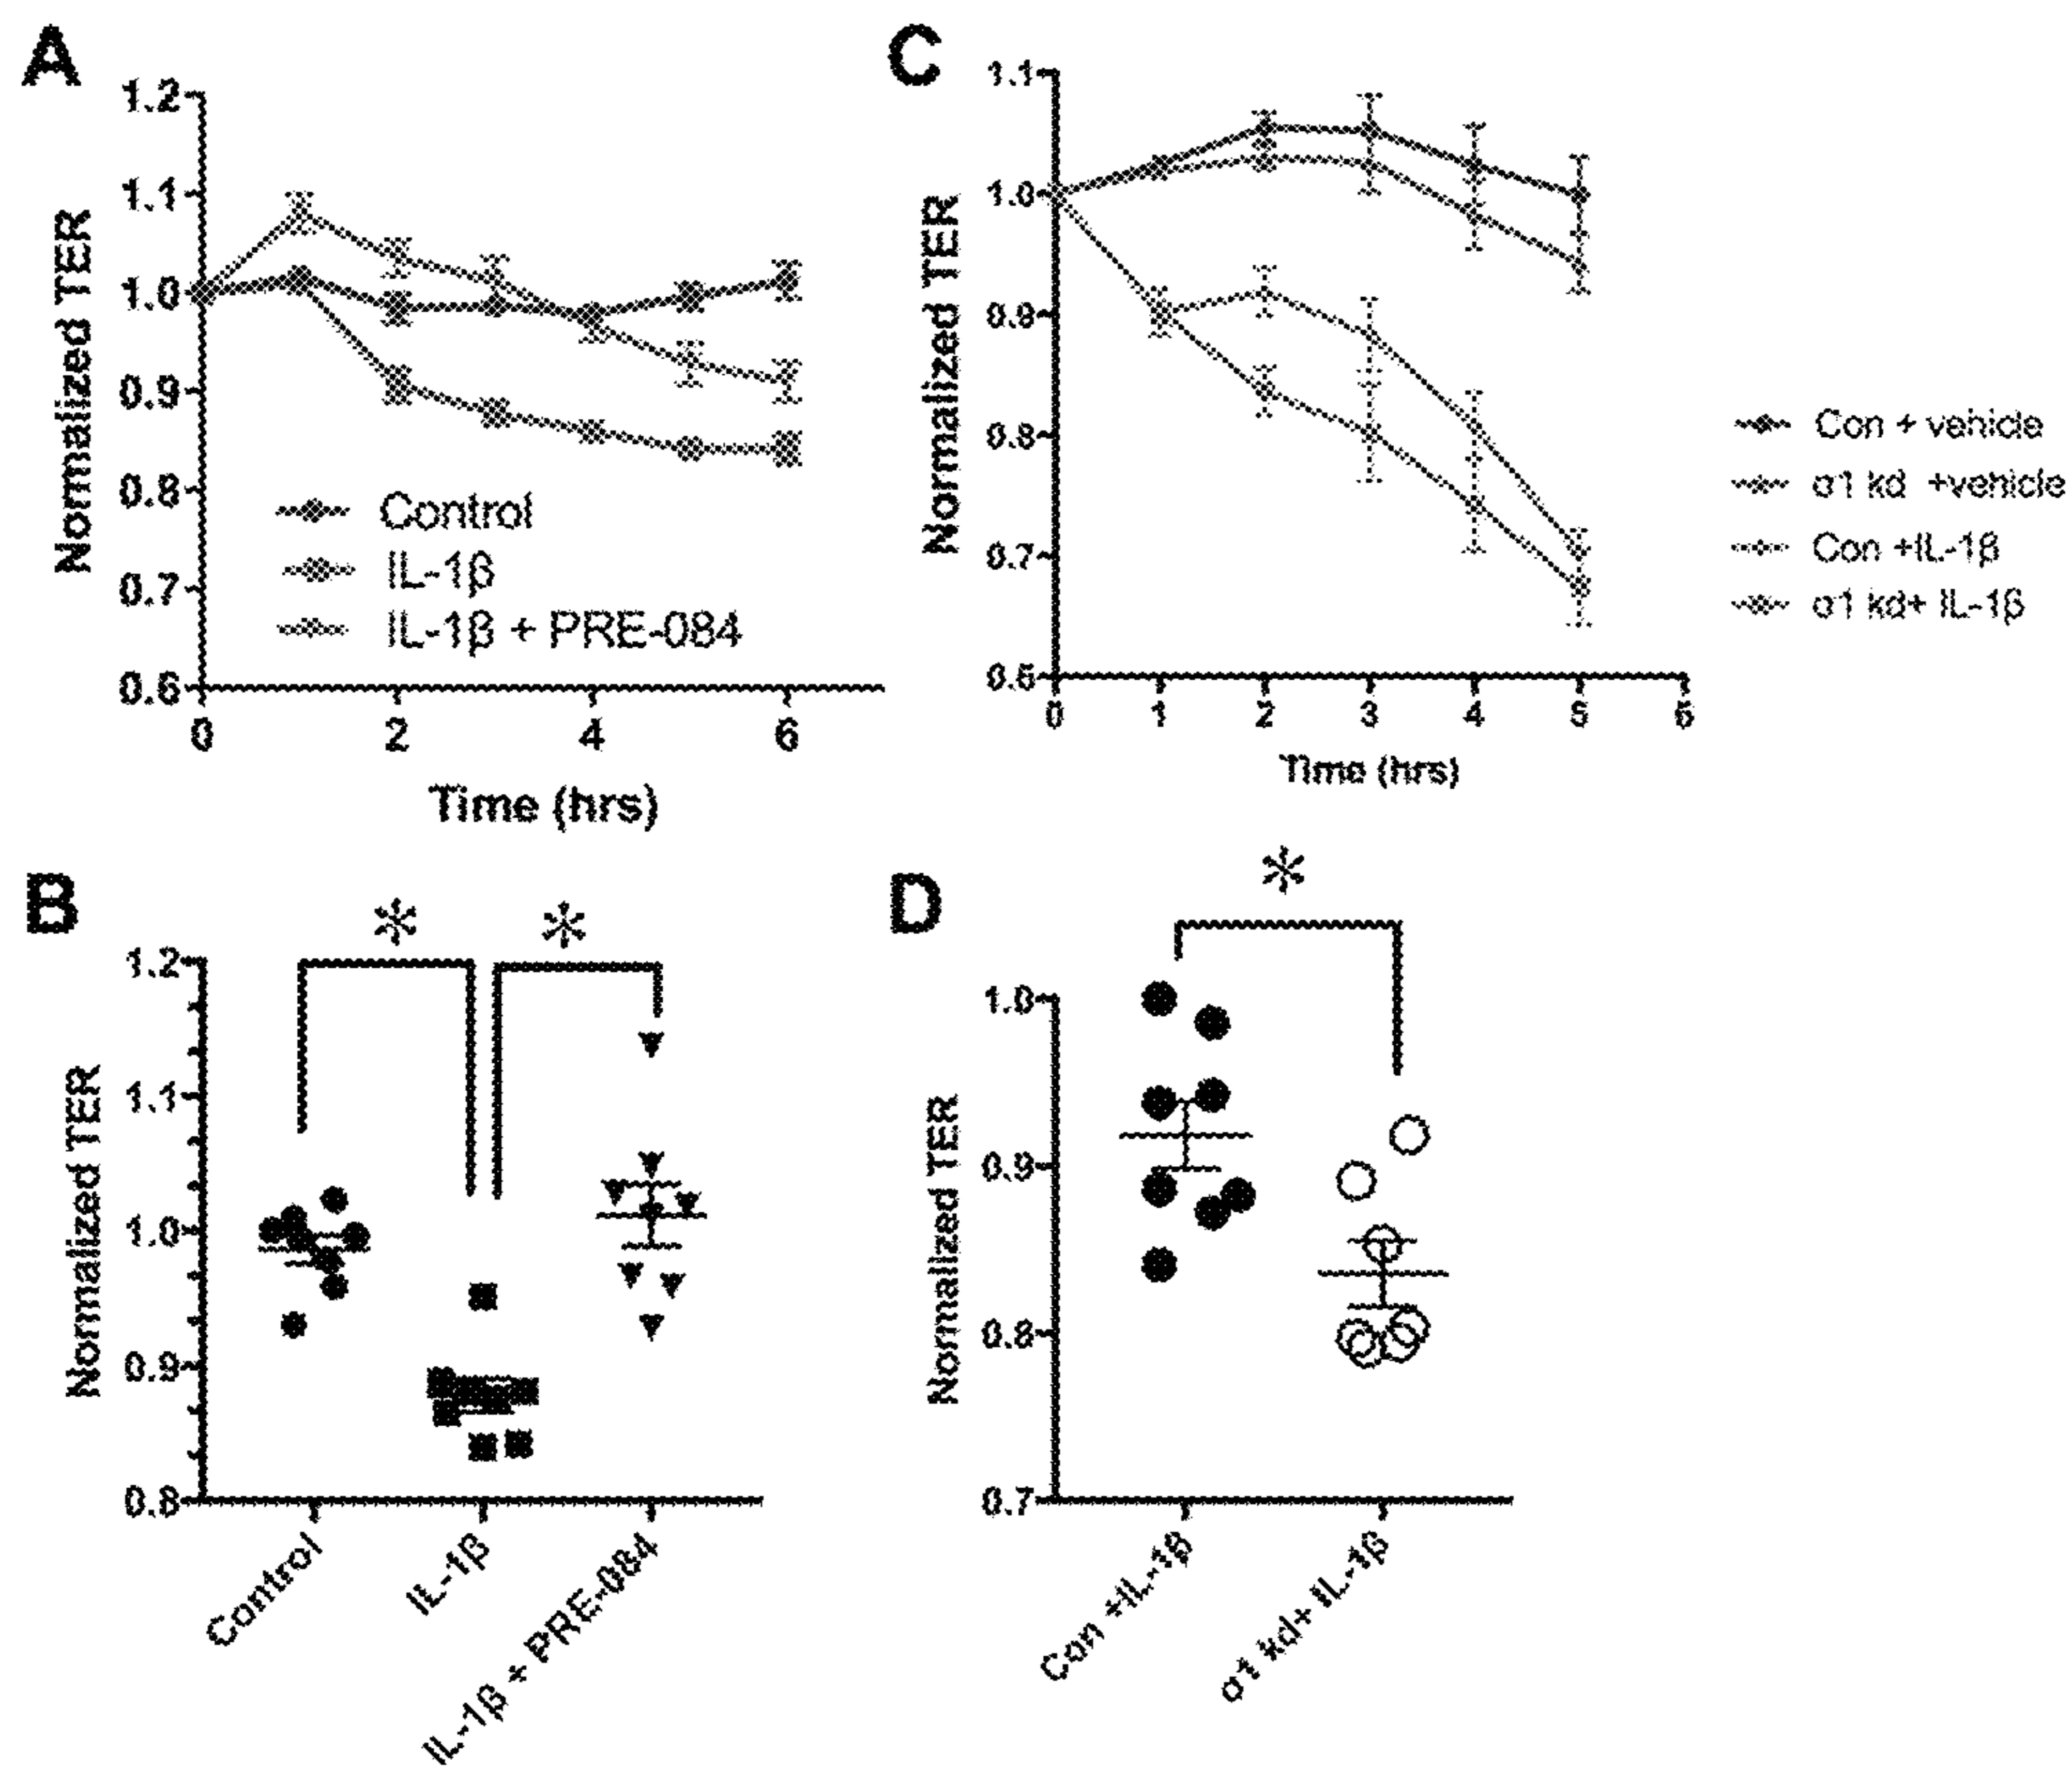 A
1.2
1.1
1.0
0.9
0.8
0.7
0.6
Normalized TER
0 2 4 6
Time (hrs)
Control
IL-1β
IL-1β + PRE-084
C
1.1
1.0
0.9
0.8
0.7
0.6
Normalized TER
0 1 2 3 4 5 6
Time (hrs)
Con + vehicle
σ1 kd +vehicle
Con +IL-1β
σ1 kd+ IL-1β
B
* *
1.2
1.1
1.0
0.9
0.8
Normalized TER
Control
IL-1β
IL-1β + PRE-084
D
*
1.0
0.9
0.8
0.7
Normalized TER
Con +IL-1β
σ1 kd+ IL-1β